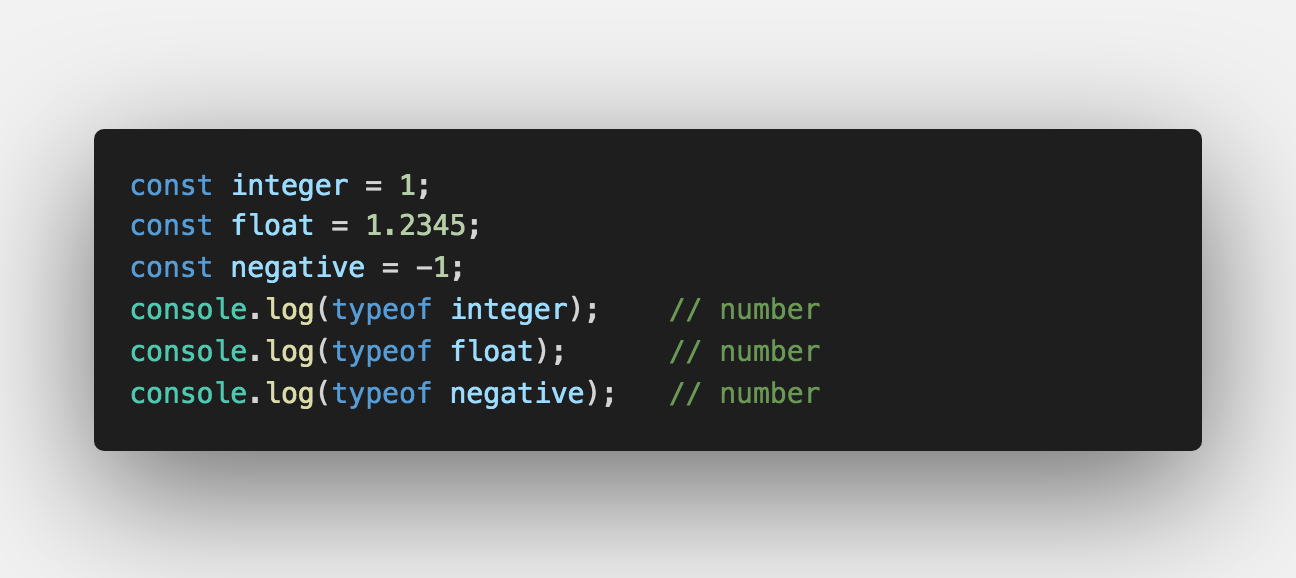 const integer = 1;
const float = 1.2345;
const negative = -1;
console.log(typeof integer);    // number
console.log(typeof float);      // number
console.log(typeof negative);   // number